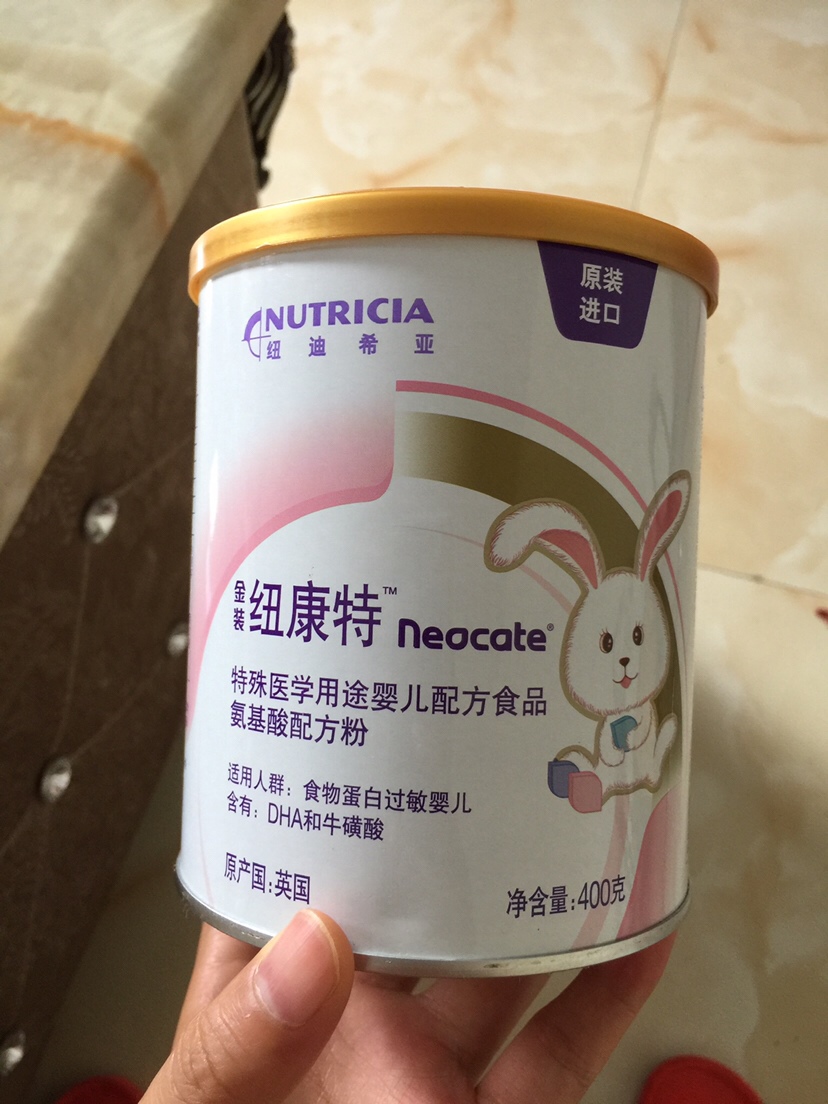 原装
进口
NUTRICIA
纽迪希亚
金装 纽康特™ Neocate®
特殊医学用途婴儿配方食品
氨基酸配方粉
适用人群：食物蛋白过敏婴儿
含有：DHA和牛磺酸
原产国：英国
净含量：400克